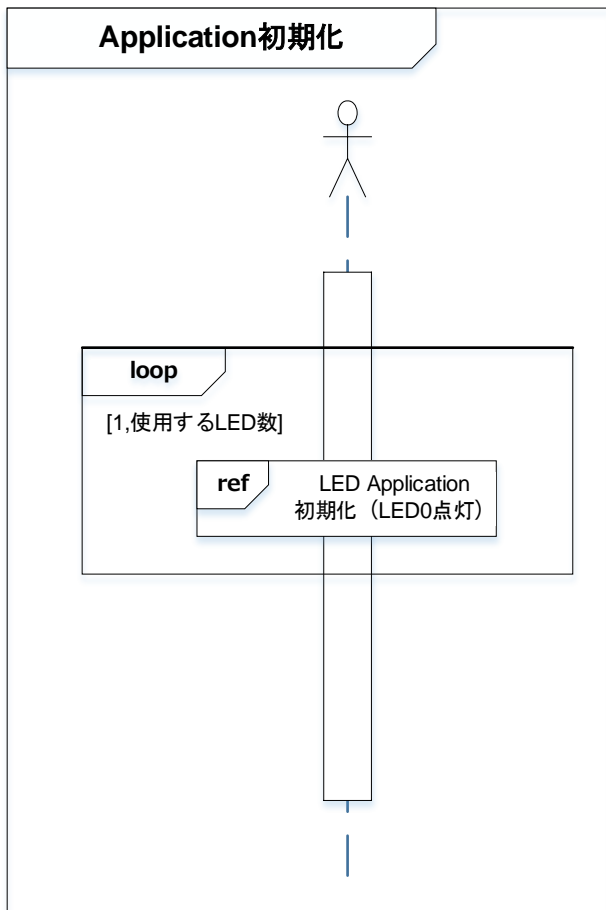 Application初期化
loop
[1,使用するLED数]
ref
LED Application
初期化（LED0点灯）